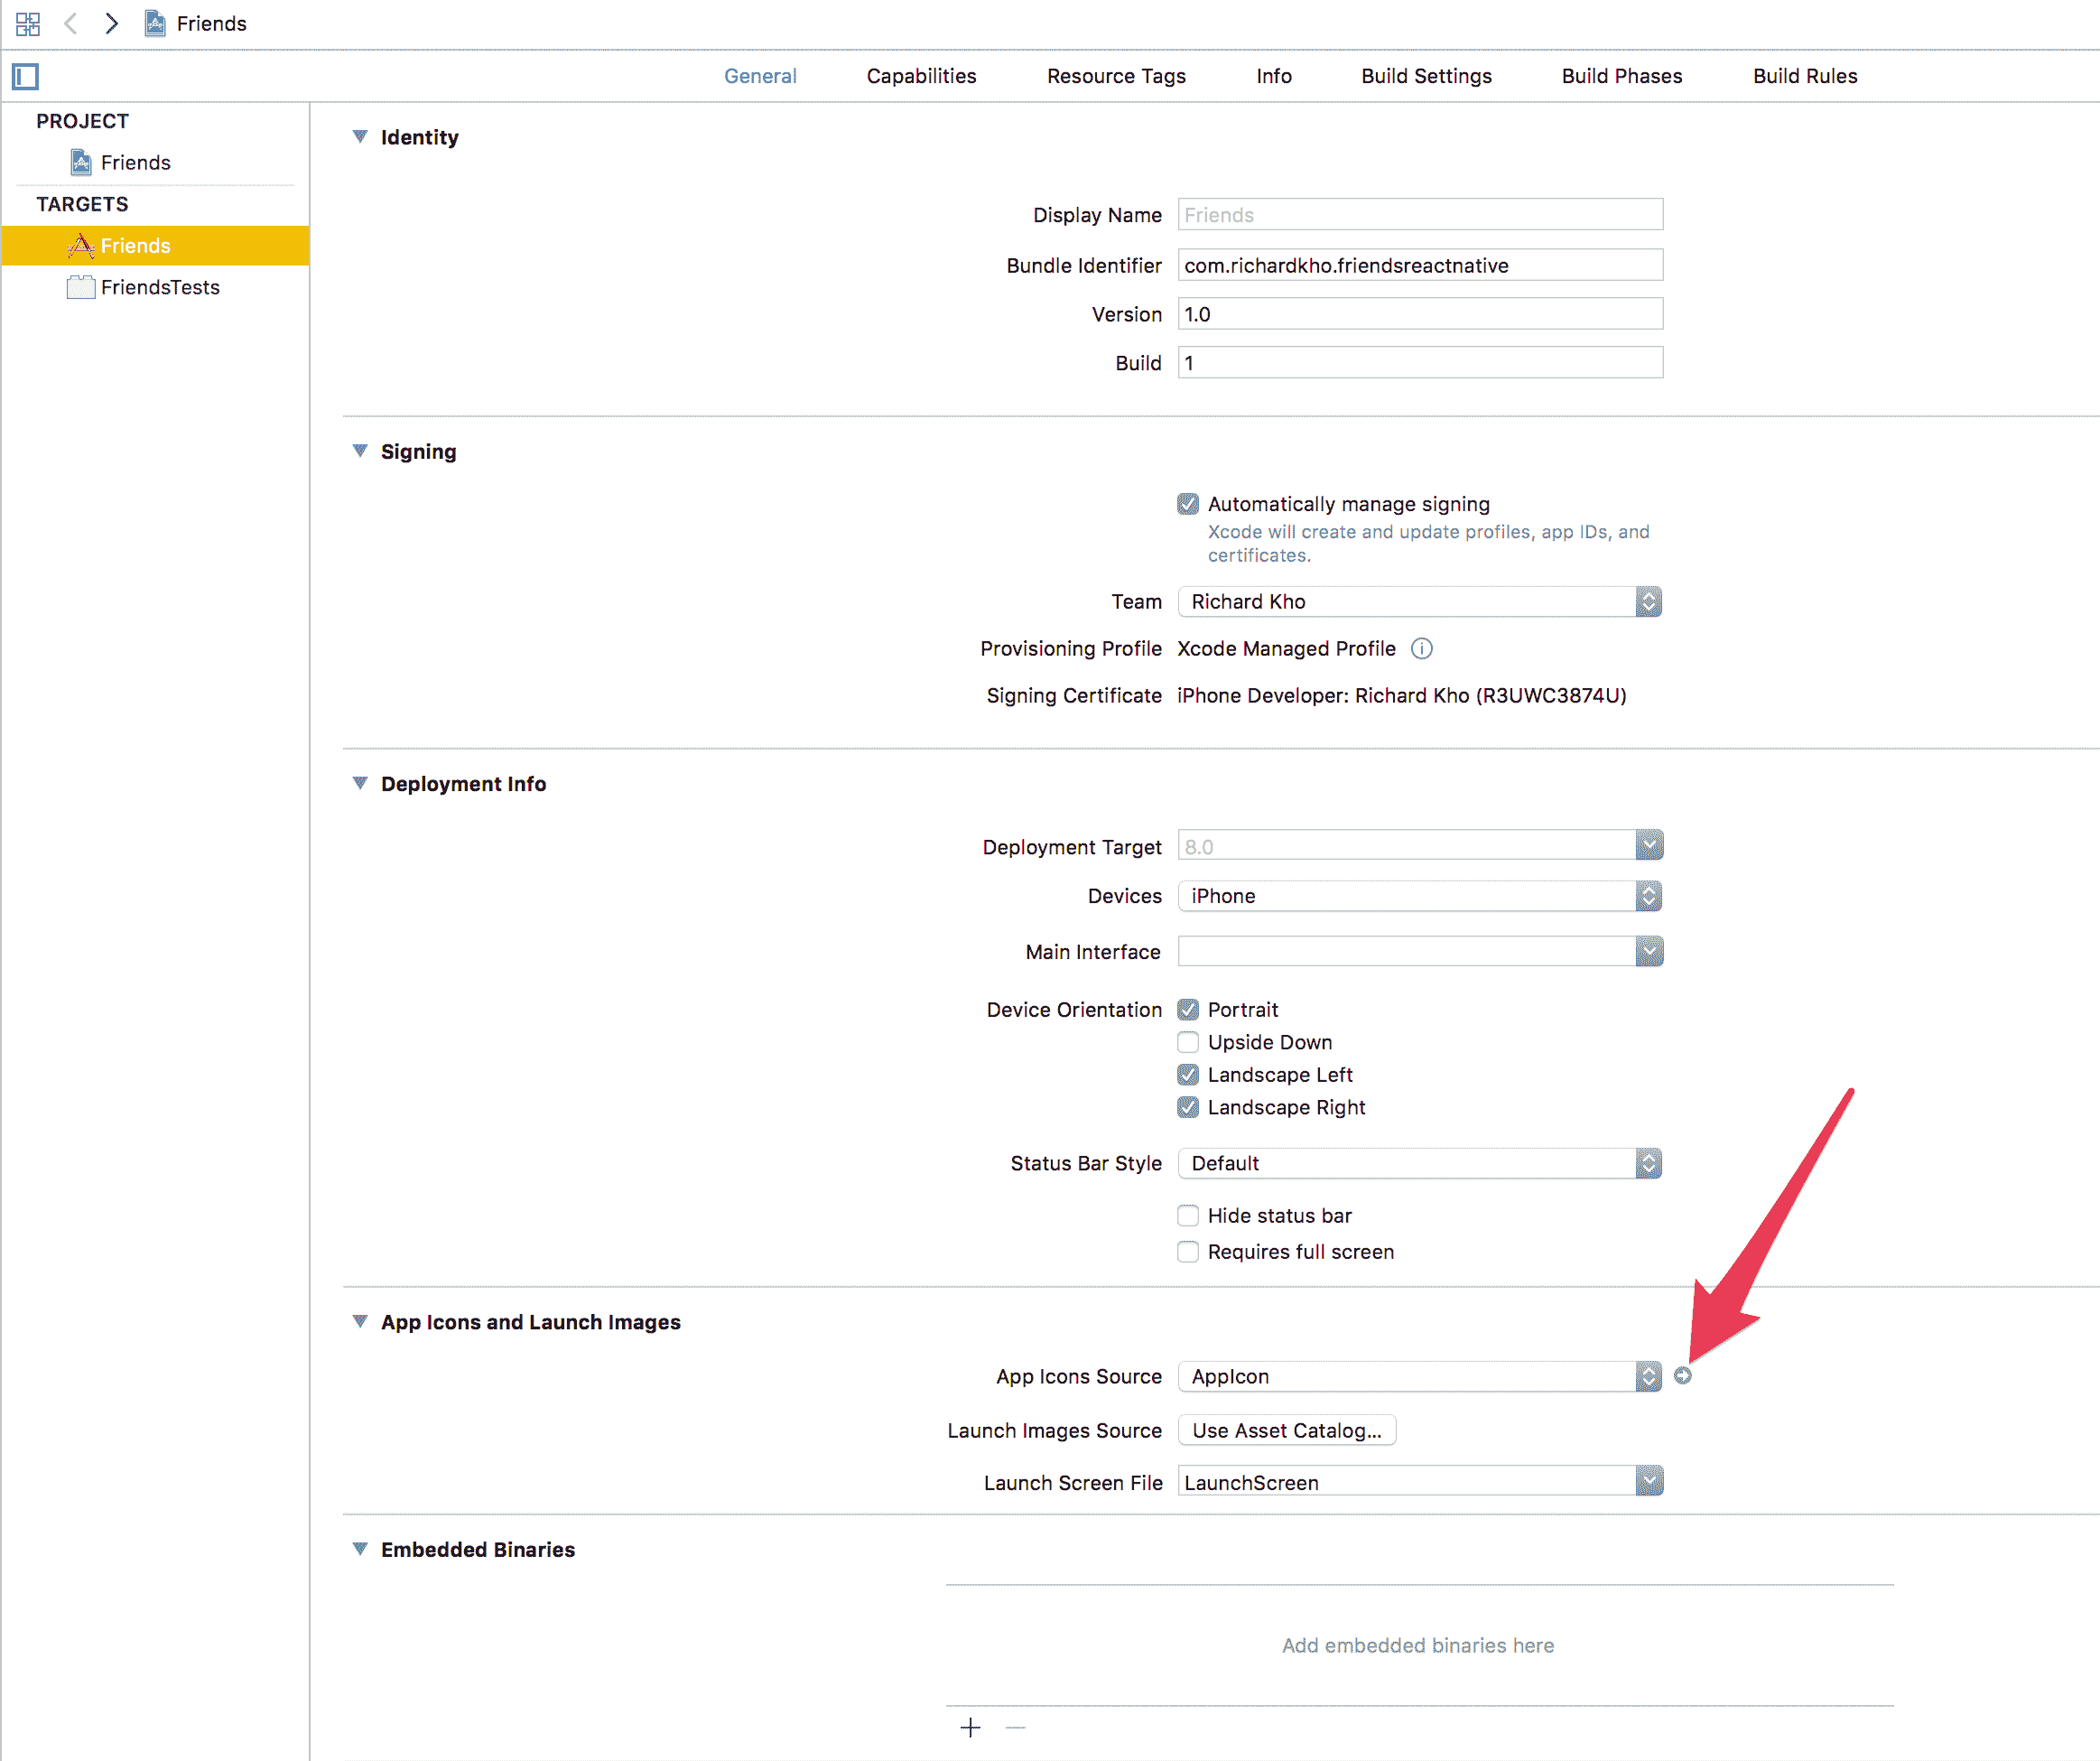 Friends
General Capabilities Resource Tags Info Build Settings Build Phases Build Rules
PROJECT
Friends
TARGETS
Friends
FriendsTests
Identity
Display Name Friends
Bundle Identifier com.richardkho.friendsreactnative
Version 1.0
Build 1
Signing
Automatically manage signing
Xcode will create and update profiles, app IDs, and
certificates.
Team Richard Kho
Provisioning Profile Xcode Managed Profile
Signing Certificate iPhone Developer: Richard Kho (R3UWC3874U)
Deployment Info
Deployment Target 8.0
Devices iPhone
Main Interface
Device Orientation Portrait
Upside Down
Landscape Left
Landscape Right
Status Bar Style Default
Hide status bar
Requires full screen
App Icons and Launch Images
App Icons Source AppIcon
Launch Images Source Use Asset Catalog...
Launch Screen File LaunchScreen
Embedded Binaries
Add embedded binaries here